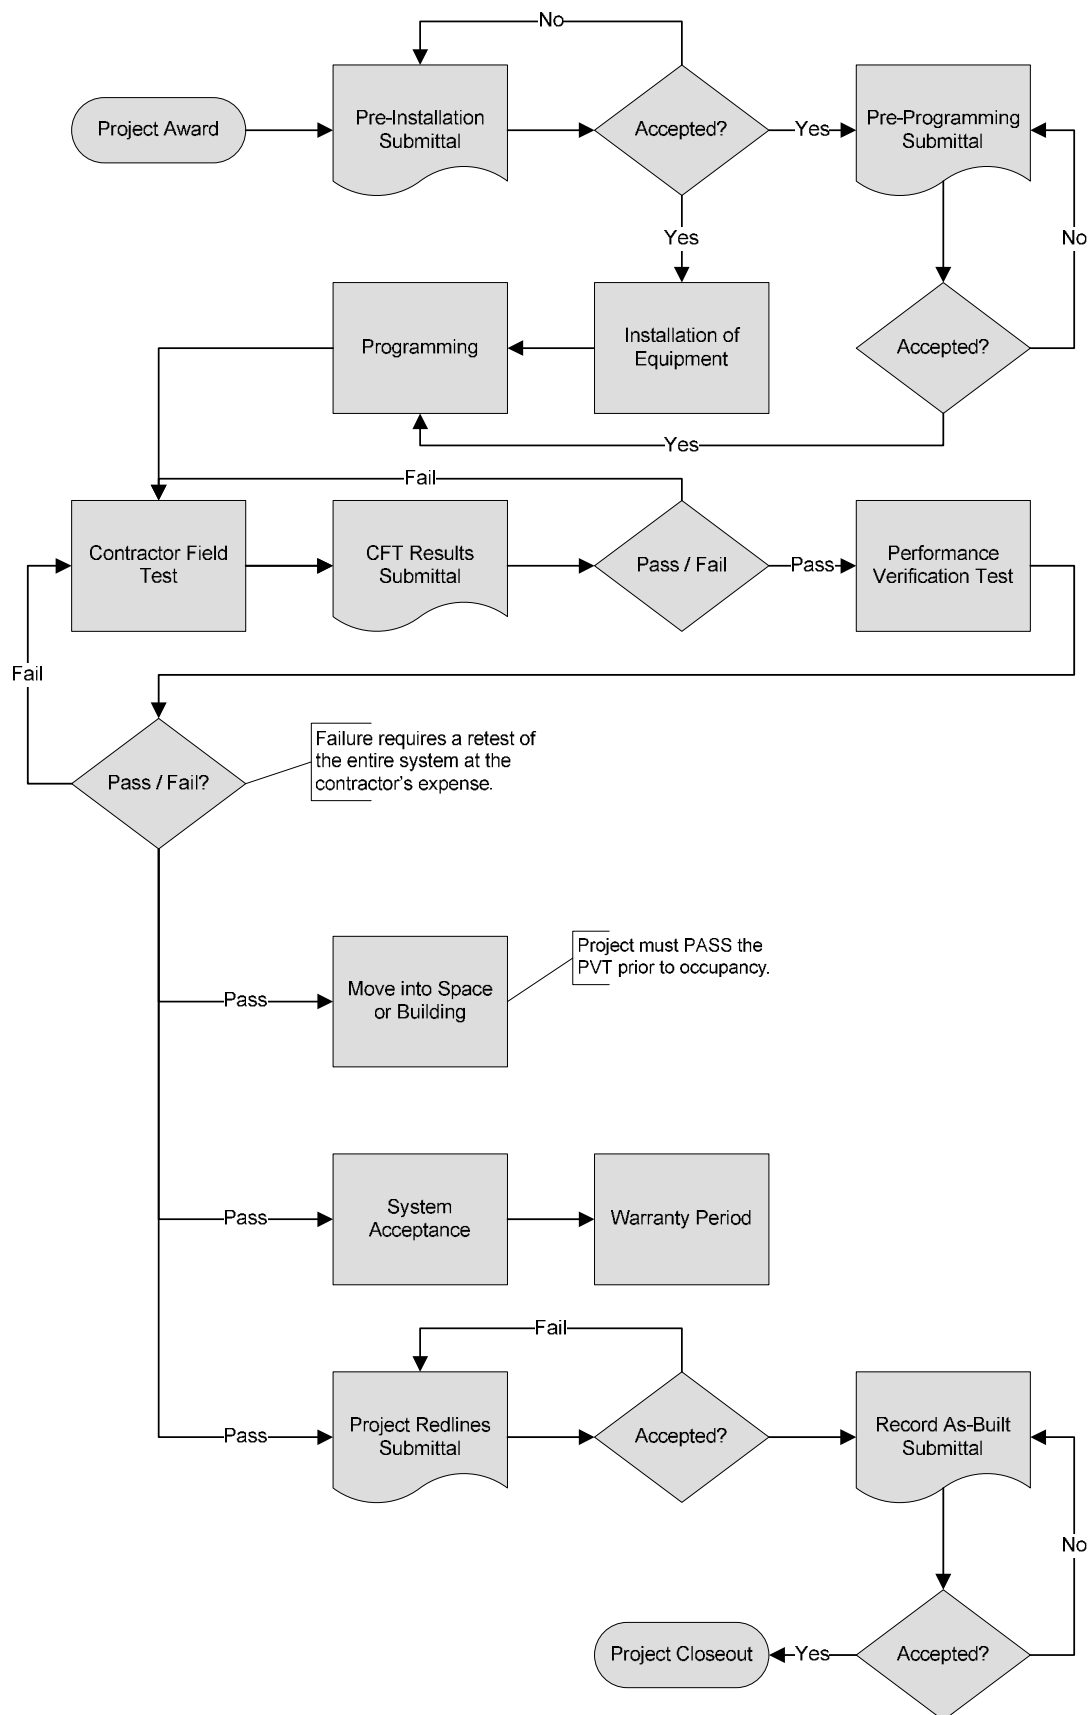 No
Project Award
Pre-Installation
Submittal
Accepted?
Yes
Pre-Programming
Submittal
Yes
No
Programming
Installation of
Equipment
Accepted?
Yes
Fail
Contractor Field
Test
CFT Results
Submittal
Pass / Fail
Pass
Performance
Verification Test
Fail
Pass / Fail?
Failure requires a retest of
the entire system at the
contractor's expense.
Pass
Move into Space
or Building
Project must PASS the
PVT prior to occupancy.
Pass
System
Acceptance
Warranty Period
Fail
Pass
Project Redlines
Submittal
Accepted?
Record As-Built
Submittal
No
Project Closeout
Yes
Accepted?